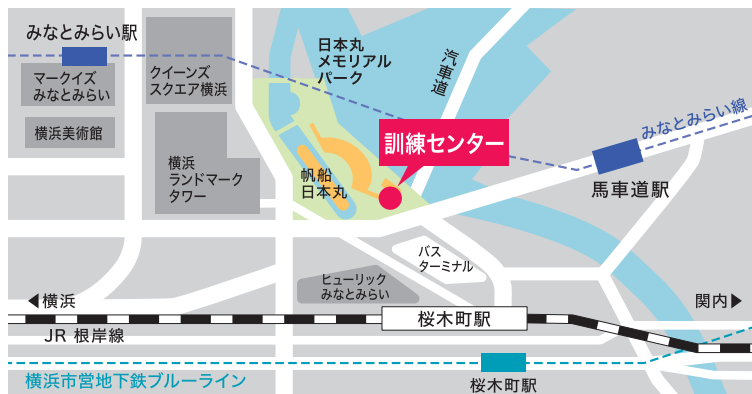 みなとみらい駅
マークイズ
みなとみらい
横浜美術館
クイーンズ
スクエア横浜
横浜
ランドマーク
タワー
日本丸
メモリアル
パーク
汽車道
訓練センター
帆船
日本丸
みなとみらい線
馬車道駅
バス
ターミナル
ヒューリック
みなとみらい
◀横浜
関内▶
桜木町駅
JR 根岸線
横浜市営地下鉄ブルーライン
桜木町駅